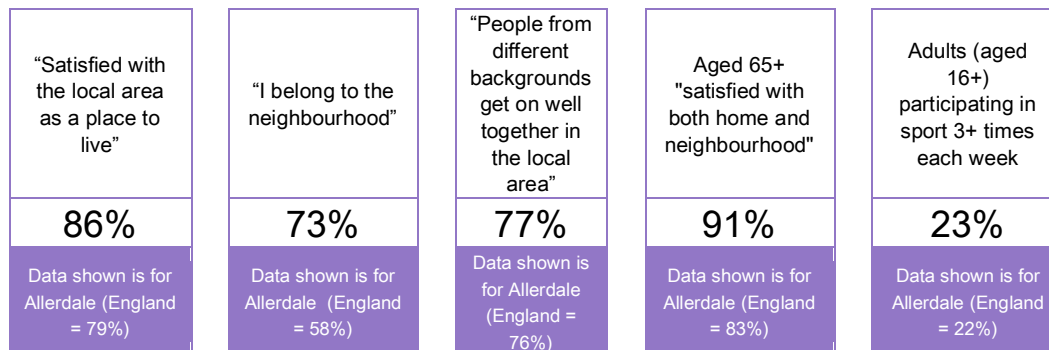 “Satisfied with
the local area
as a place to
live”
86%
Data shown is for
Allerdale (England
= 79%)
“I belong to the
neighbourhood”
73%
Data shown is for
Allerdale (England
= 58%)
“People from
different
backgrounds
get on well
together in
the local
area”
77%
Data shown is
for Allerdale
(England =
76%)
Aged 65+
"satisfied with
both home and
neighbourhood"
91%
Data shown is for
Allerdale (England
= 83%)
Adults (aged
16+)
participating in
sport 3+ times
each week
23%
Data shown is for
Allerdale (England
= 22%)